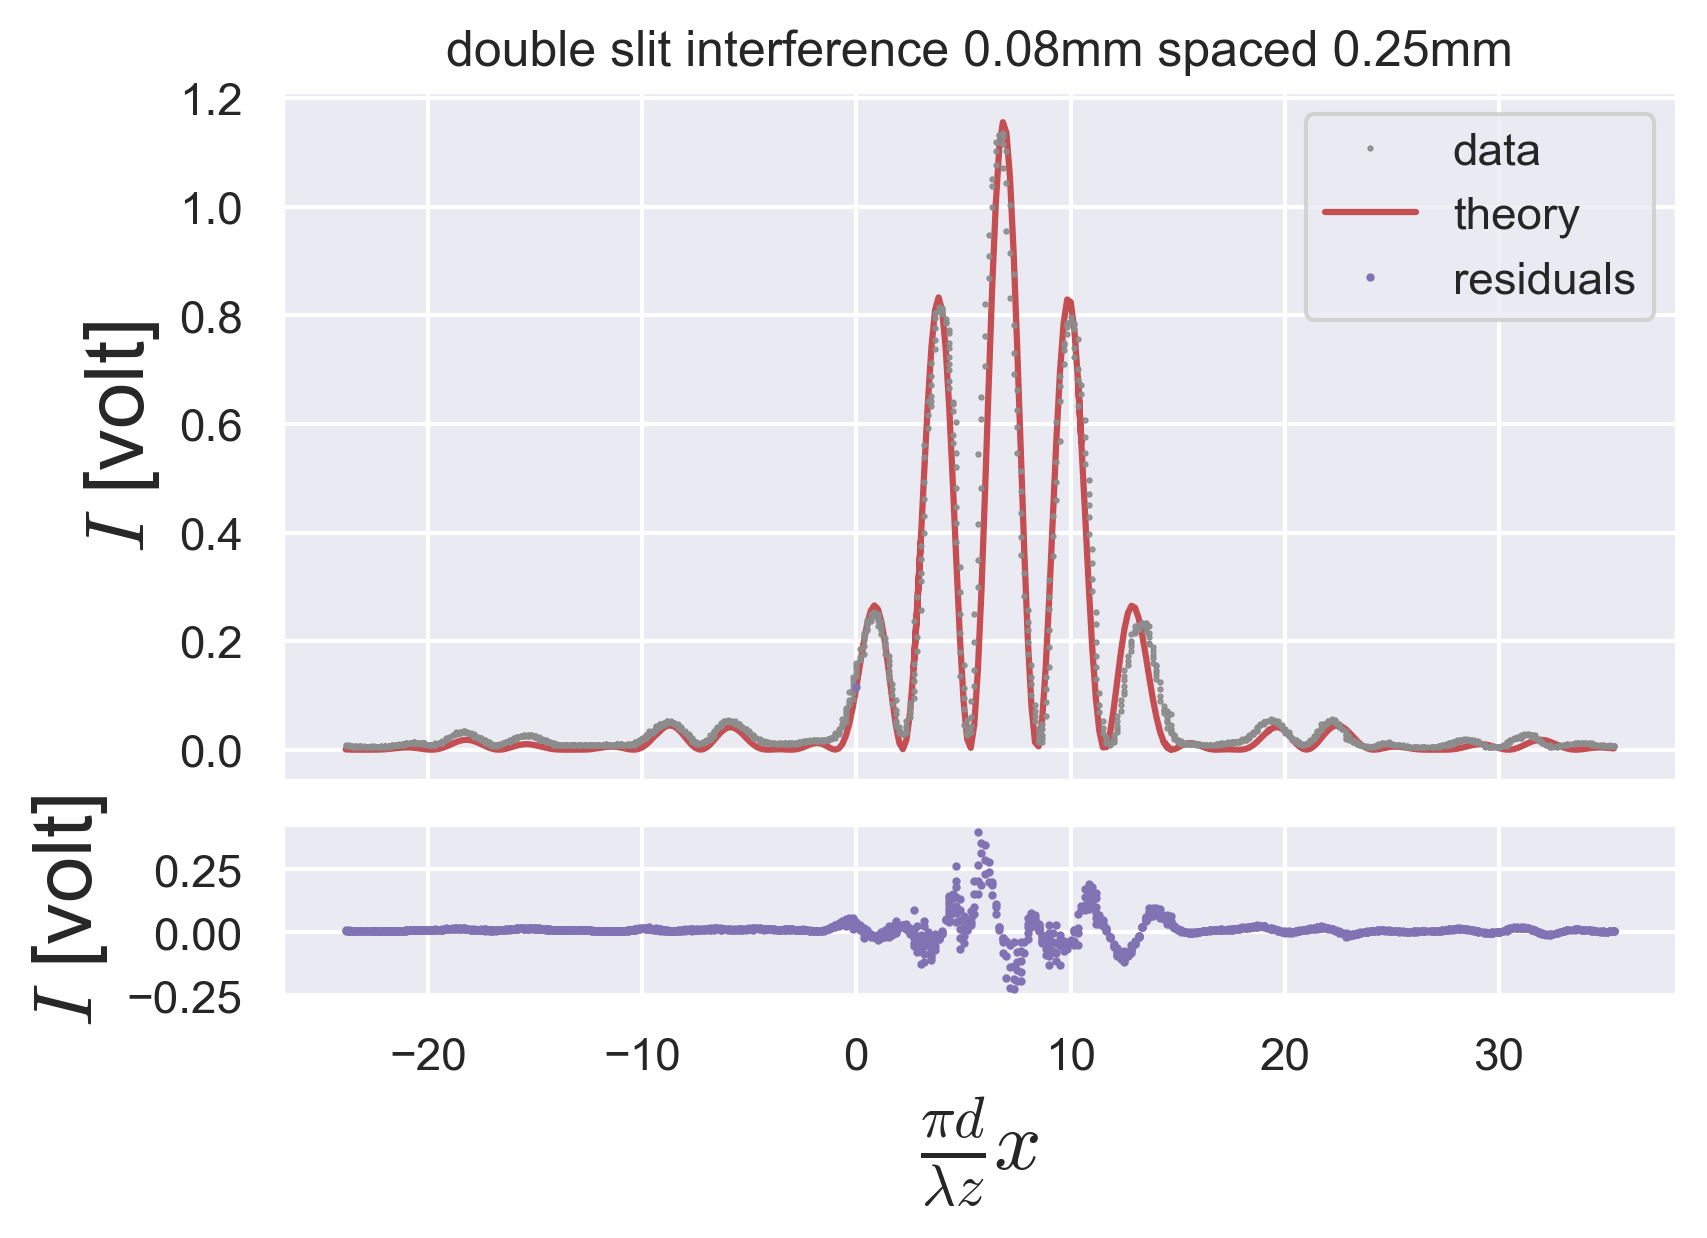 double slit interference 0.08mm spaced 0.25mm
1.2
1.0
0.8
0.6
0.4
0.2
0.0
I [volt]
data
theory
residuals
0.25
0.00
−0.25
I [volt]
−20 −10 0 10 20 30
πd/λz x